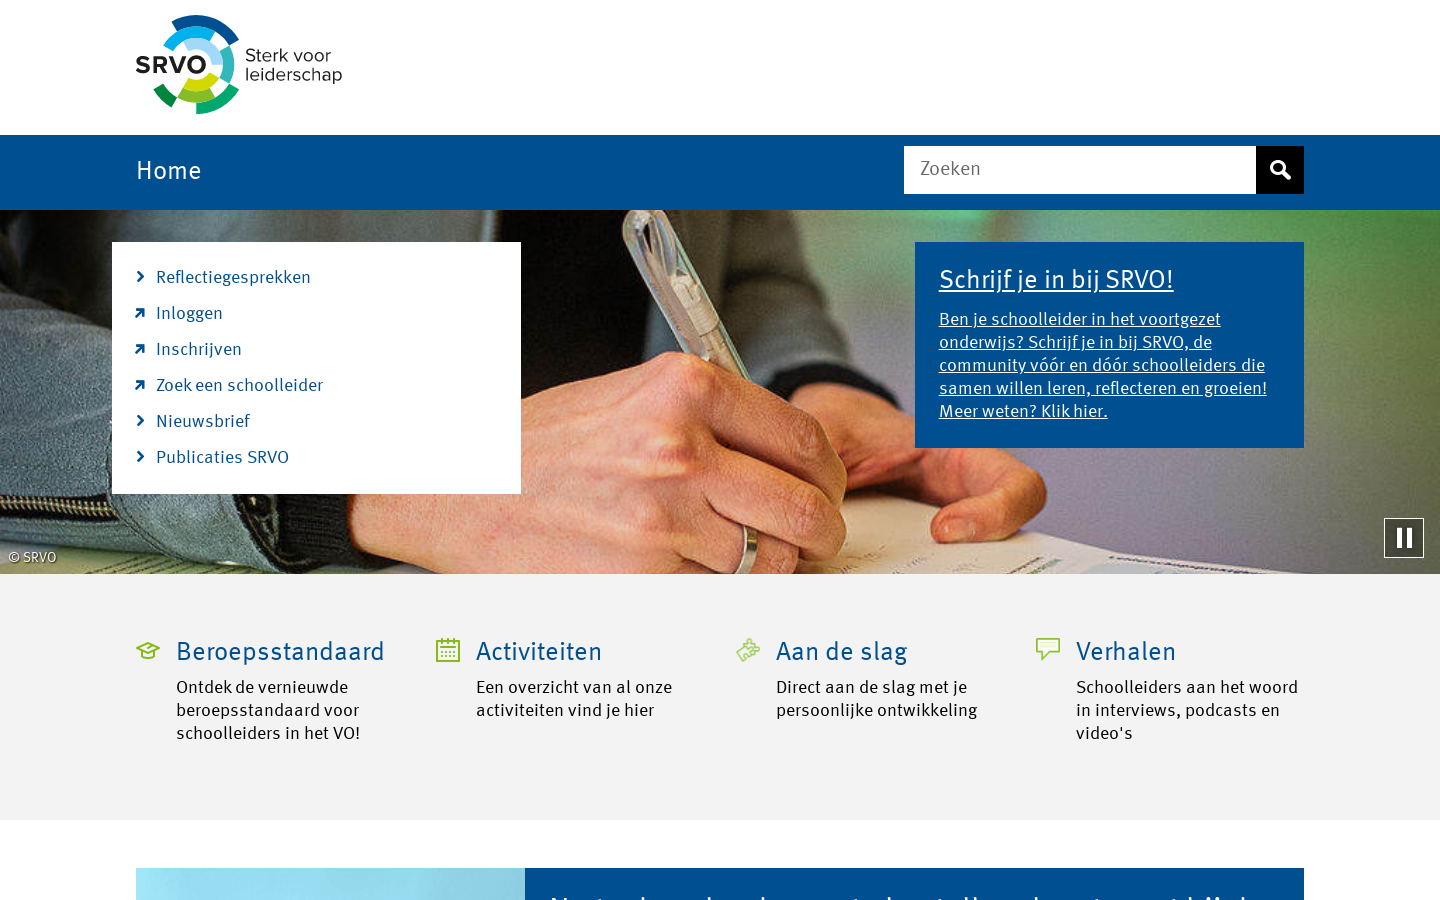 SRVO
Sterk voor
leiderschap
Home
Zoeken
Reflectiegesprekken
Inloggen
Inschrijven
Zoek een schoolleider
Nieuwsbrief
Publicaties SRVO
Schrijf je in bij SRVO!
Ben je schoolleider in het voortgezet
onderwijs? Schrijf je in bij SRVO, de
community vóór en dóór schoolleiders die
samen willen leren, reflecteren en groeien!
Meer weten? Klik hier.
© SRVO
Beroepsstandaard
Ontdek de vernieuwde
beroepsstandaard voor
schoolleiders in het VO!
Activiteiten
Een overzicht van al onze
activiteiten vind je hier
Aan de slag
Direct aan de slag met je
persoonlijke ontwikkeling
Verhalen
Schoolleiders aan het woord
in interviews, podcasts en
video's